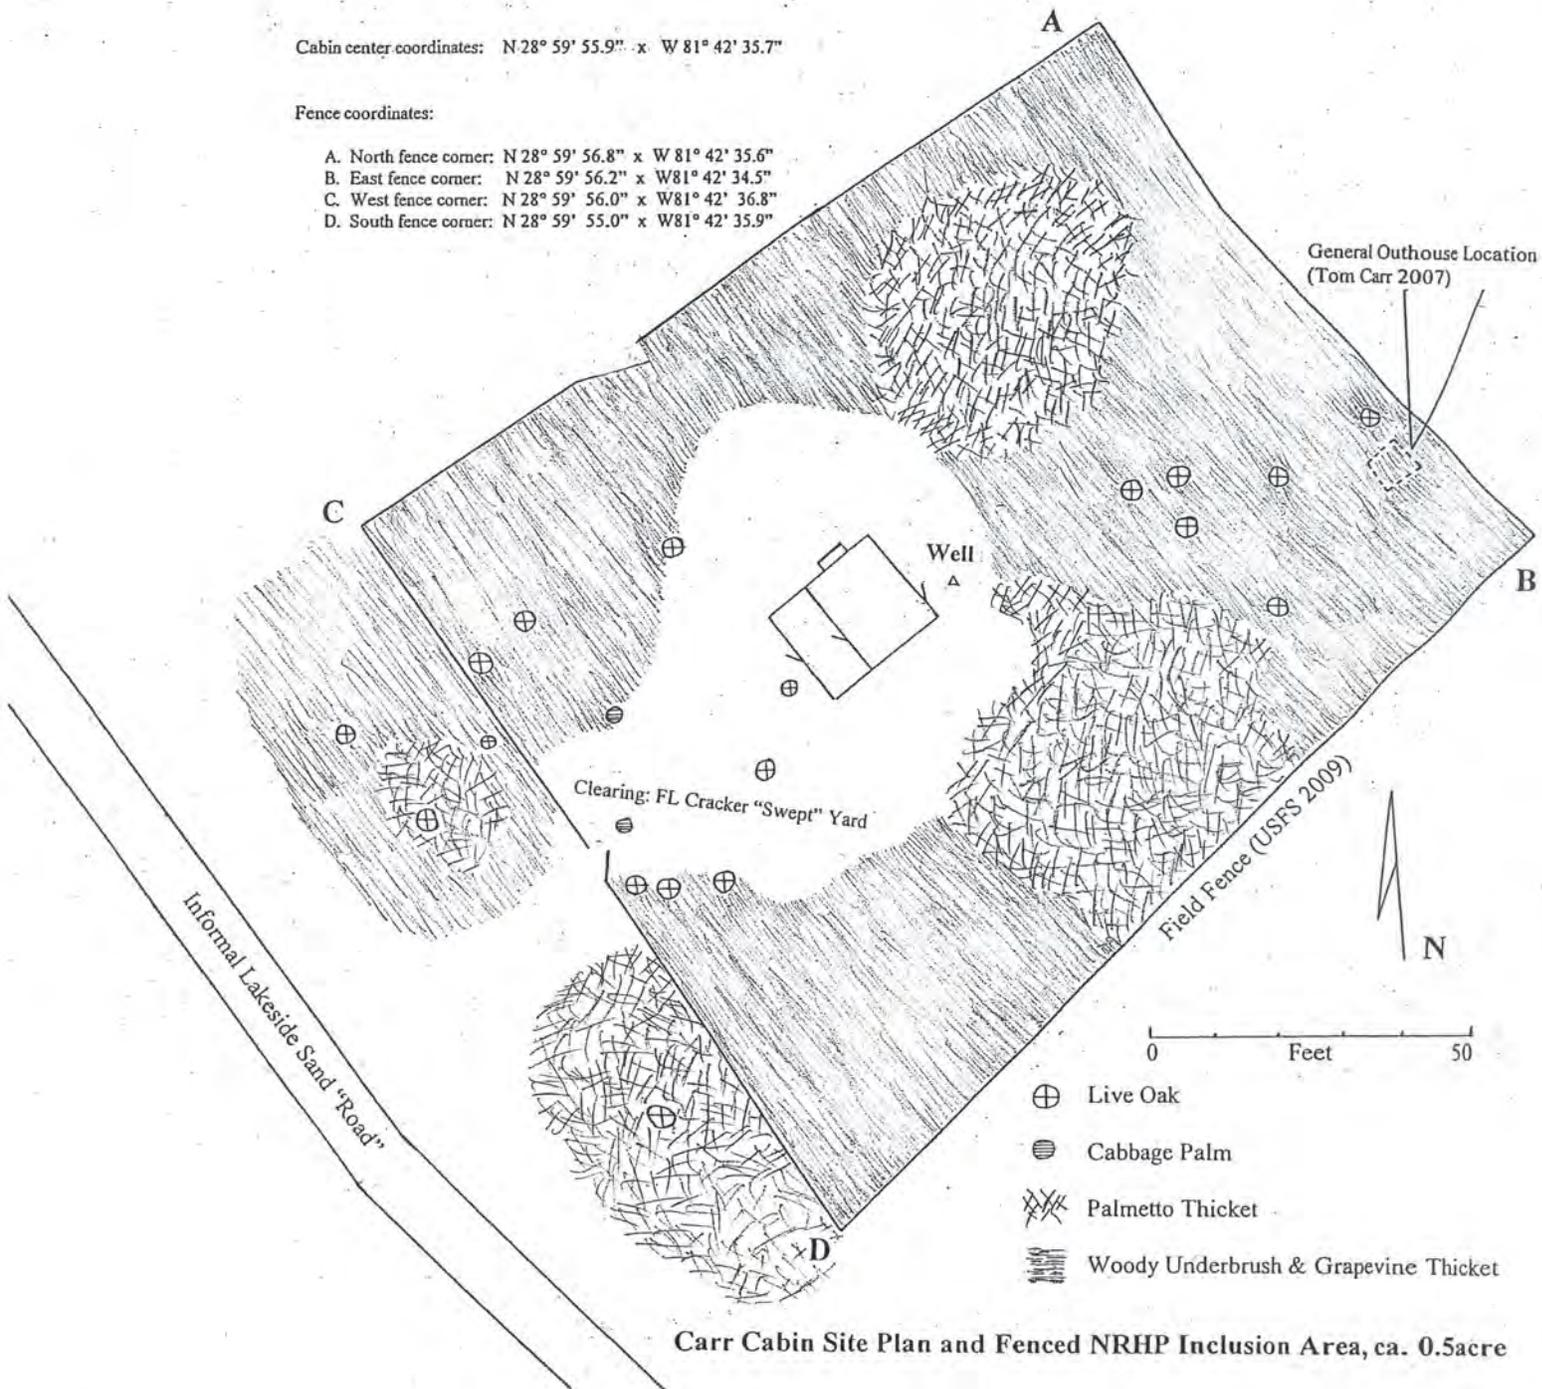 A
Cabin center coordinates: N 28° 59' 55.9" x W 81° 42' 35.7"
Fence coordinates:
A. North fence corner: N 28° 59' 56.8" x W 81° 42' 35.6"
B. East fence corner: N 28° 59' 56.2" x W81° 42' 34.5"
C. West fence corner: N 28° 59' 56.0" x W81° 42' 36.8"
D. South fence corner: N 28° 59' 55.0" x W81° 42' 35.9"
General Outhouse Location
(Tom Carr 2007)
C
Well
B
Clearing: FL Cracker "Swept" Yard
Field Fence (USFS 2009)
Informal Lakeside Sand "Road"
N
0 Feet 50
Live Oak
Cabbage Palm
Palmetto Thicket
D
Woody Underbrush & Grapevine Thicket
Carr Cabin Site Plan and Fenced NRHP Inclusion Area, ca. 0.5acre